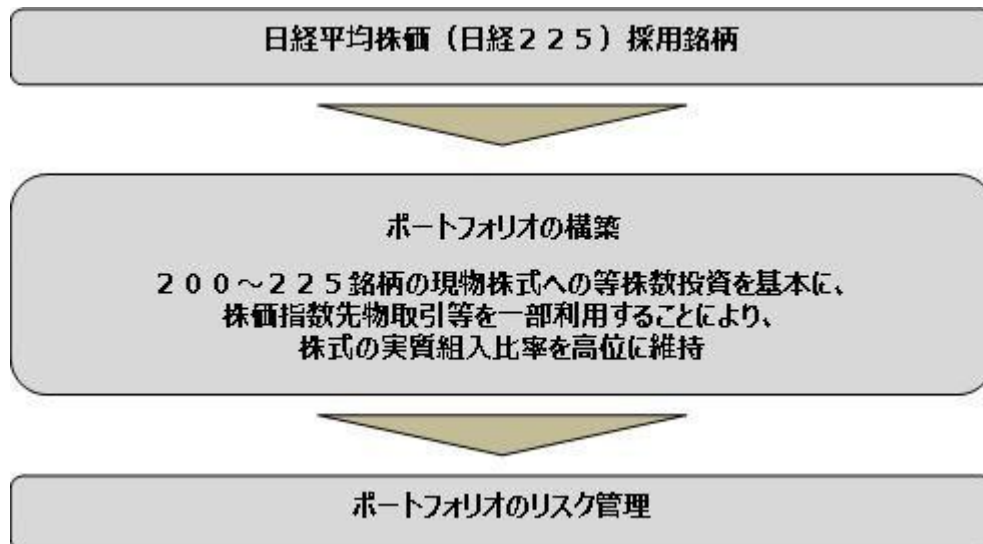 日経平均株価（日経２２５）採用銘柄
ポートフォリオの構築
２００～２２５銘柄の現物株式への等株数投資を基本に、
株価指数先物取引等を一部利用することにより、
株式の実質組入比率を高位に維持
ポートフォリオのリスク管理